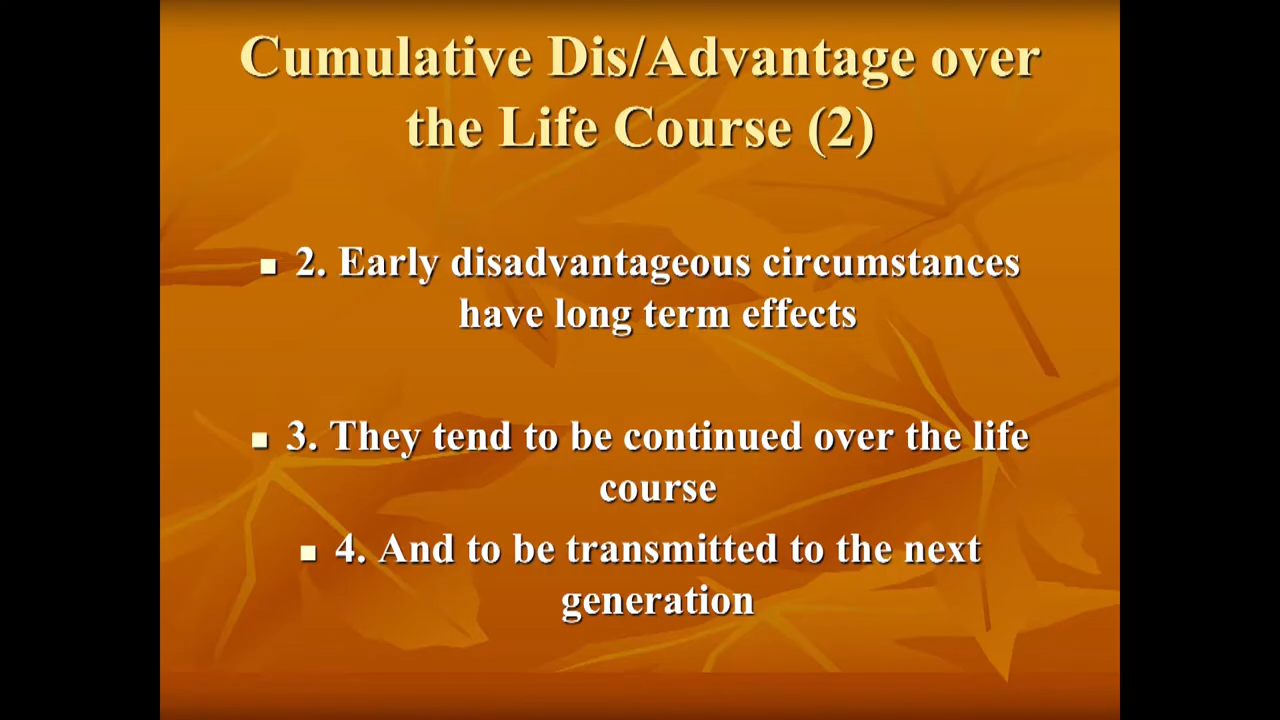 Cumulative Dis/Advantage over
the Life Course (2)
2. Early disadvantageous circumstances
have long term effects
3. They tend to be continued over the life
course
4. And to be transmitted to the next
generation